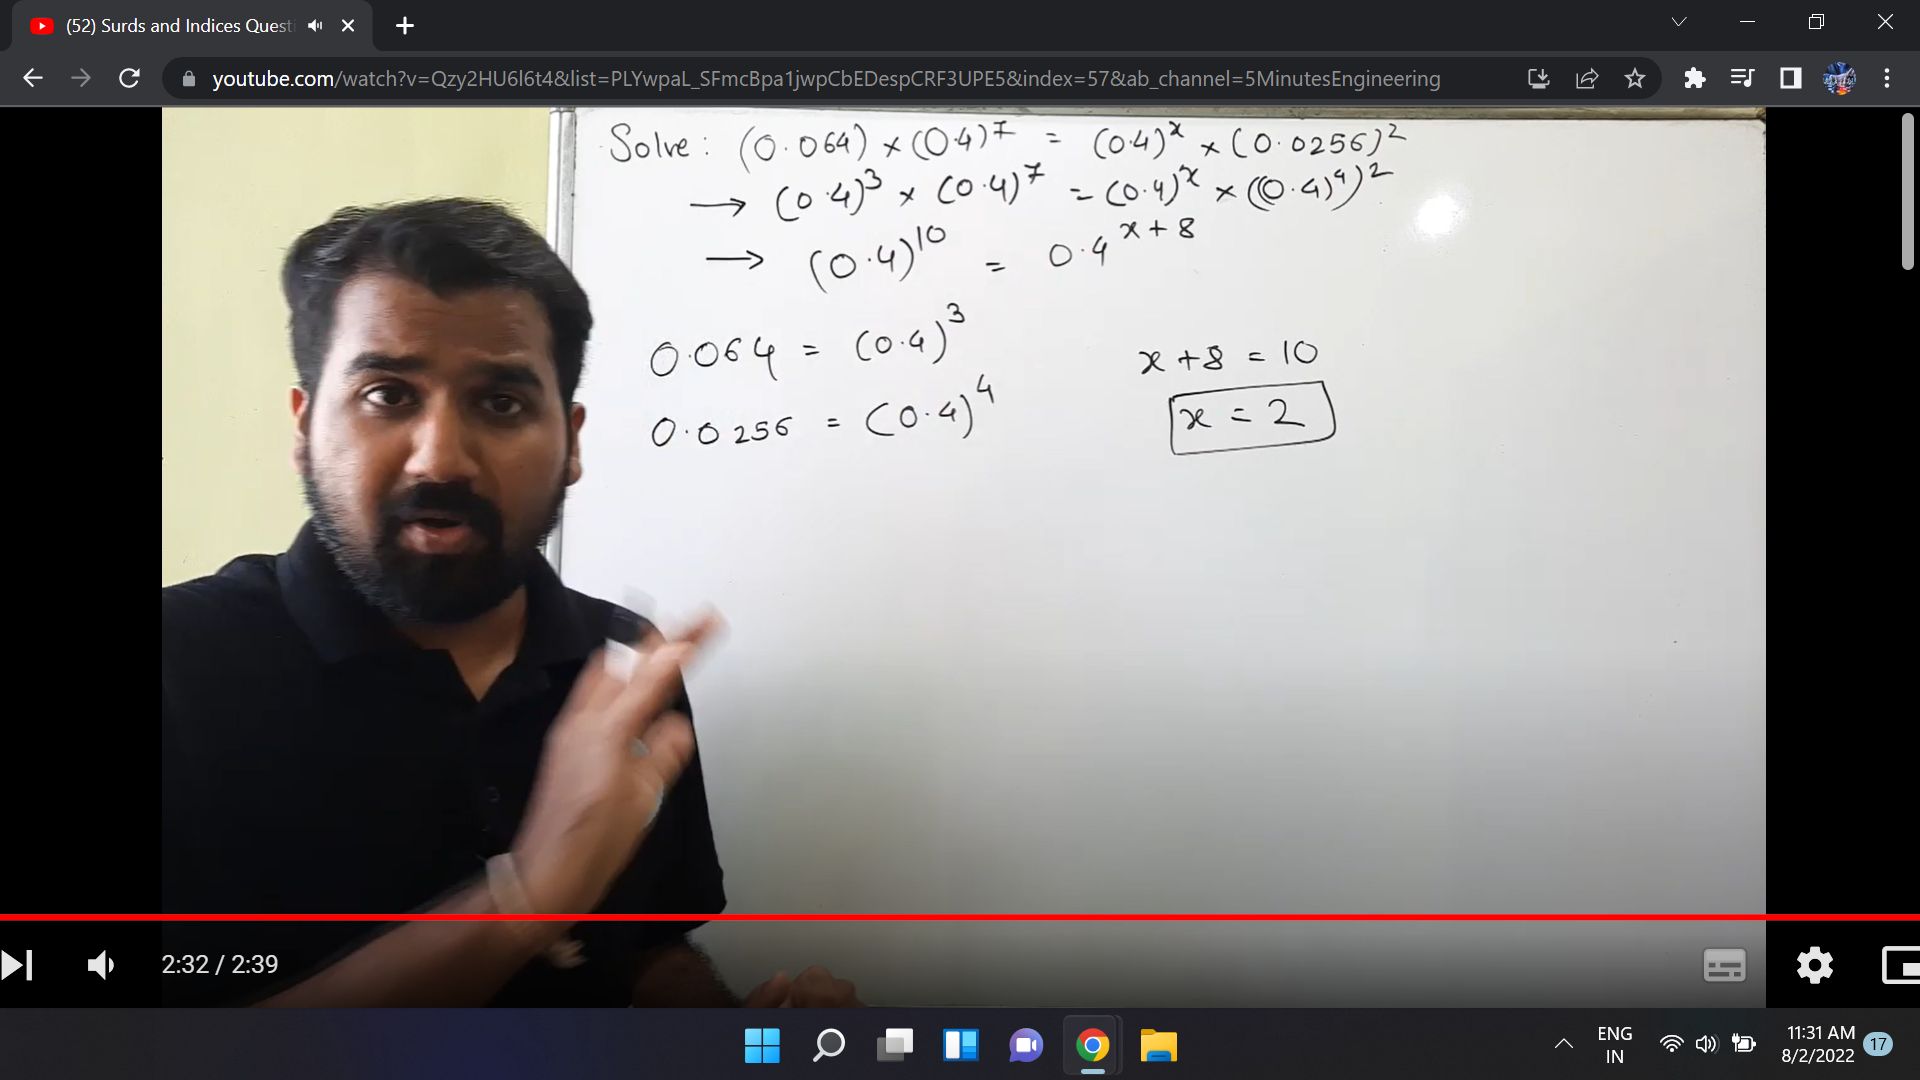 (52) Surds and Indices Questi
youtube.com/watch?v=Qzy2HU6l6t4&list=PLYwpaL_SFmcBpa1jwpCbEDespCRF3UPE5&index=57&ab_channel=5MinutesEngineering
Solve: (0.064) × (0.4)⁷ = (0.4)ˣ × (0.0256)²
→ (0.4)³ × (0.4)⁷ = (0.4)ˣ × ((0.4)⁴)²
→ (0.4)¹⁰ = 0.4ˣ⁺⁸
0.064 = (0.4)³
x + 8 = 10
0.0256 = (0.4)⁴
x = 2
2:32 / 2:39
ENG
IN
11:31 AM
8/2/2022
17